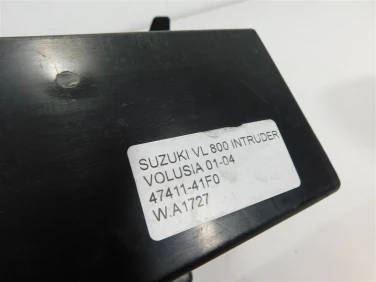 SUZUKI VL 800 INTRUDER
VOLUSIA 01-04
47411-41F0
W.A1727